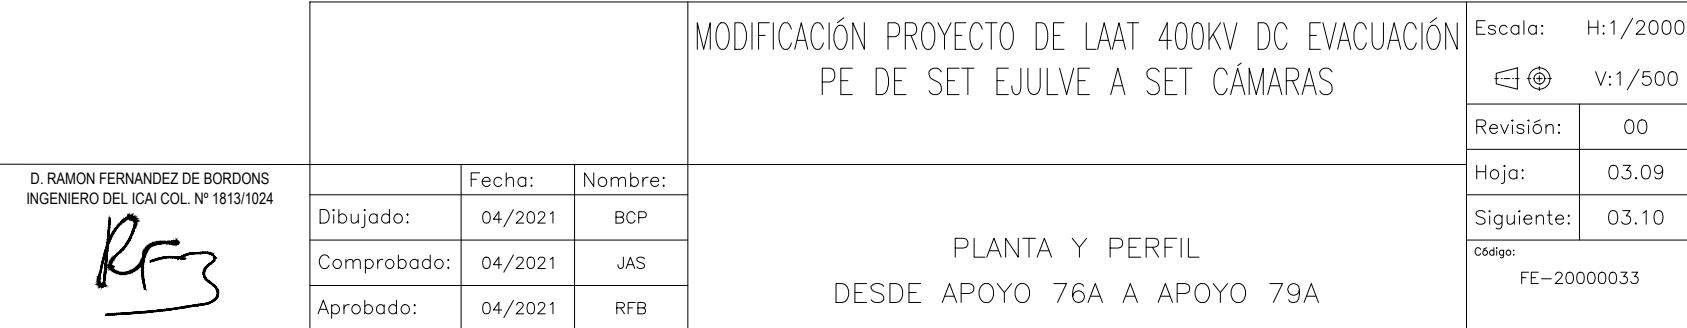 MODIFICACIÓN PROYECTO DE LAAT 400KV DC EVACUACIÓN
PE DE SET EJULVE A SET CÁMARAS
Escala: H:1/2000
V:1/500
Revisión: 00
Hoja: 03.09
Siguiente: 03.10
Código:
FE-20000033
D. RAMON FERNANDEZ DE BORDONS
INGENIERO DEL ICAI COL. Nº 1813/1024
RFB
Fecha: Nombre:
Dibujado: 04/2021 BCP
Comprobado: 04/2021 JAS
Aprobado: 04/2021 RFB
PLANTA Y PERFIL
DESDE APOYO 76A A APOYO 79A